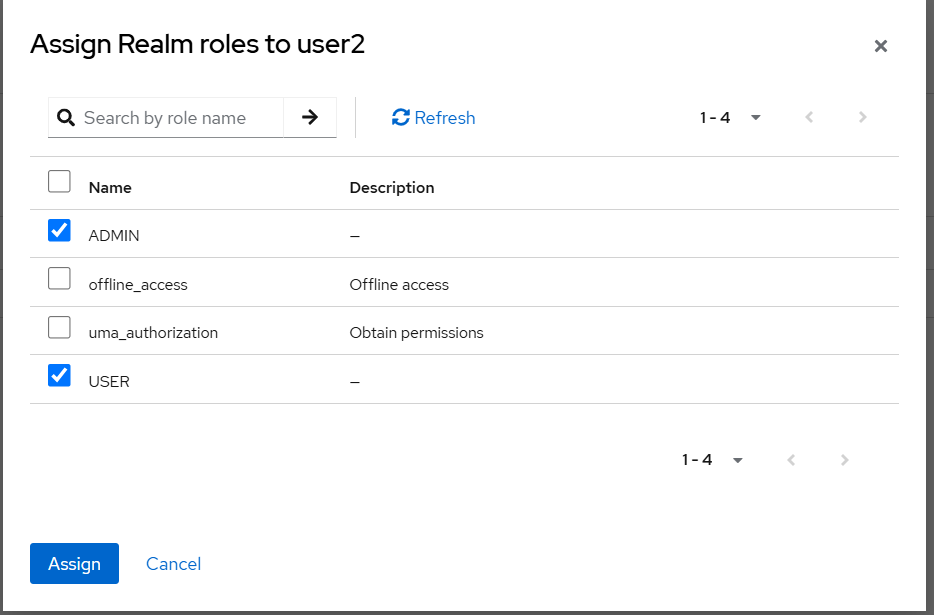 Assign Realm roles to user2
Search by role name
Refresh
1 - 4
Name Description
ADMIN —
offline_access Offline access
uma_authorization Obtain permissions
USER —
1 - 4
Assign Cancel